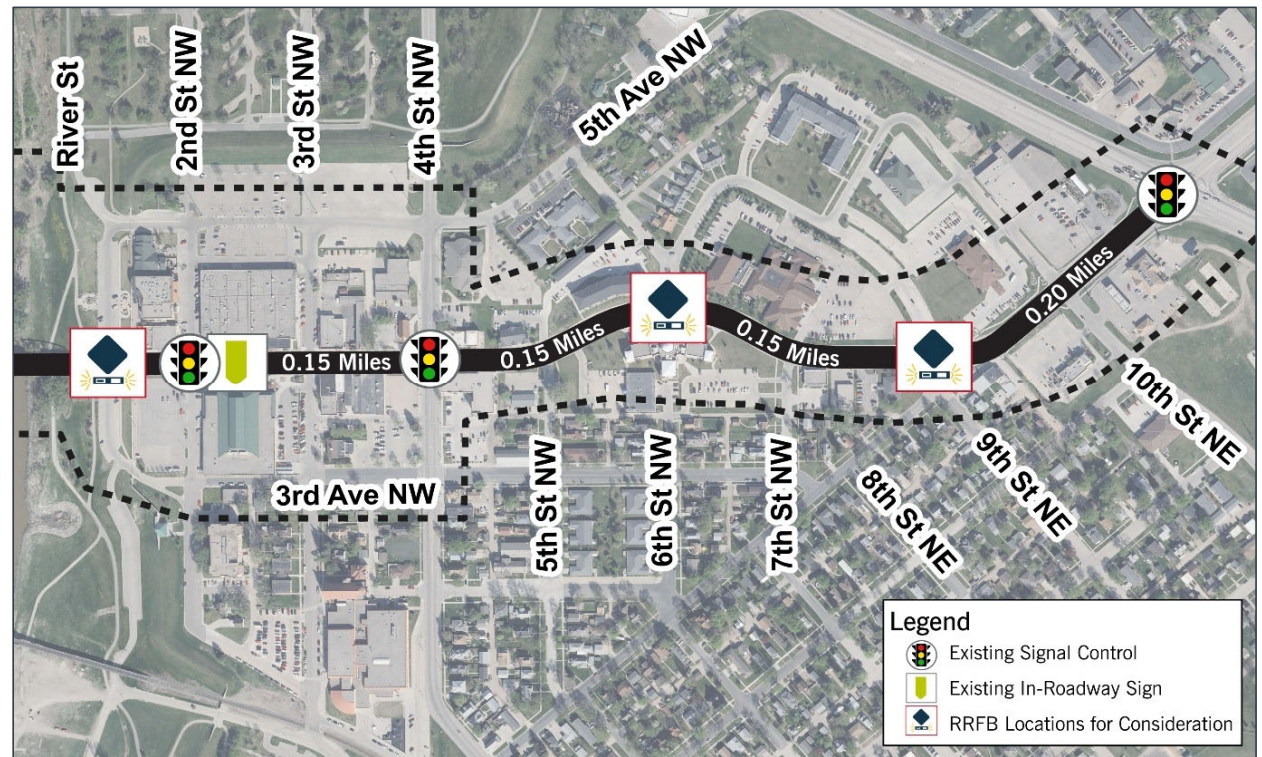 River St
2nd St NW
3rd St NW
4th St NW
5th Ave NW
0.15 Miles
0.15 Miles
0.15 Miles
0.20 Miles
3rd Ave NW
5th St NW
6th St NW
7th St NW
8th St NE
9th St NE
10th St NE
Legend
Existing Signal Control
Existing In-Roadway Sign
RRFB Locations for Consideration